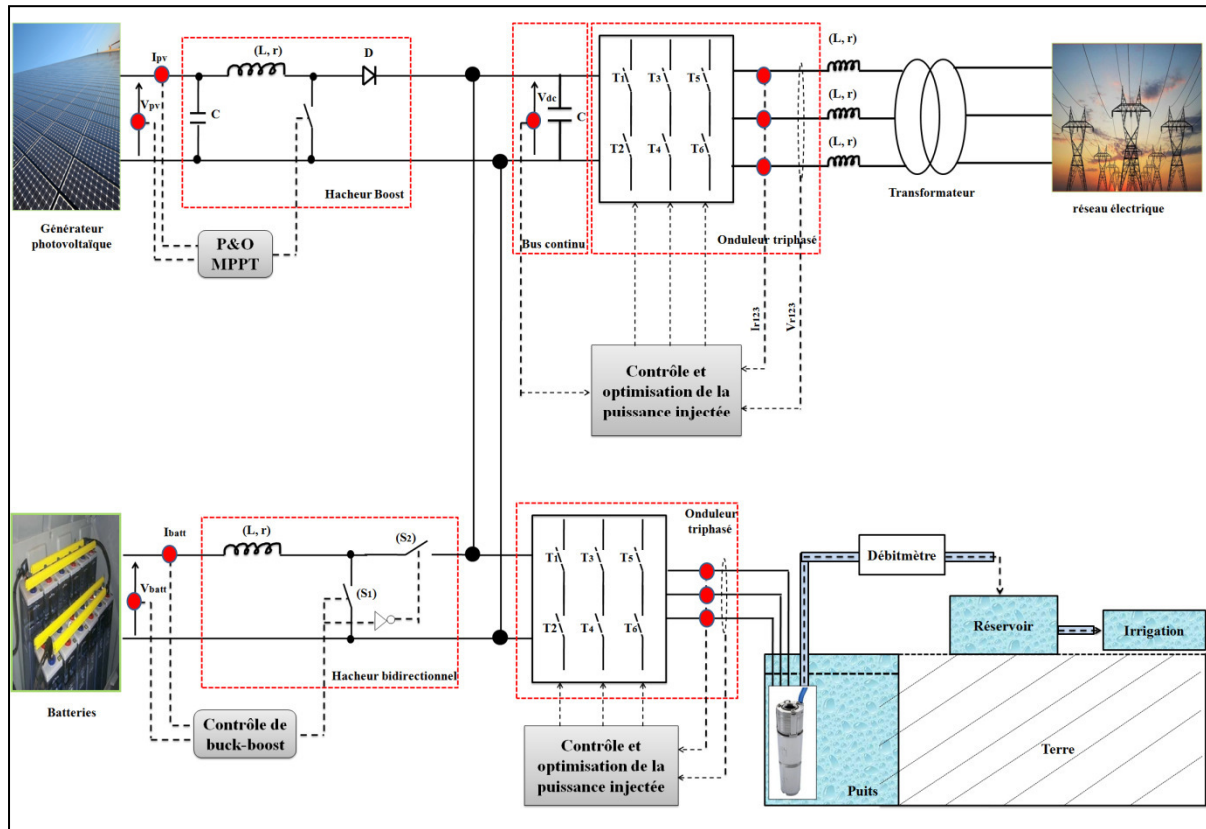 Ipv
(L, r)
D
Vpv
C
Hacheur Boost
Générateur
photovoltaïque
P&O
MPPT
Vdc
C
Bus continu
T1
T3
T5
T2
T4
T6
Onduleur triphasé
(L, r)
(L, r)
(L, r)
Transformateur
réseau électrique
Ir123
Vr123
Contrôle et
optimisation de la
puissance injectée
Ibatt
(L, r)
(S2)
Vbatt
(S1)
Hacheur bidirectionnel
Batteries
Contrôle de
buck-boost
Onduleur
triphasé
T1
T3
T5
T2
T4
T6
Contrôle et
optimisation de la
puissance injectée
Débitmètre
Réservoir
Irrigation
Terre
Puits